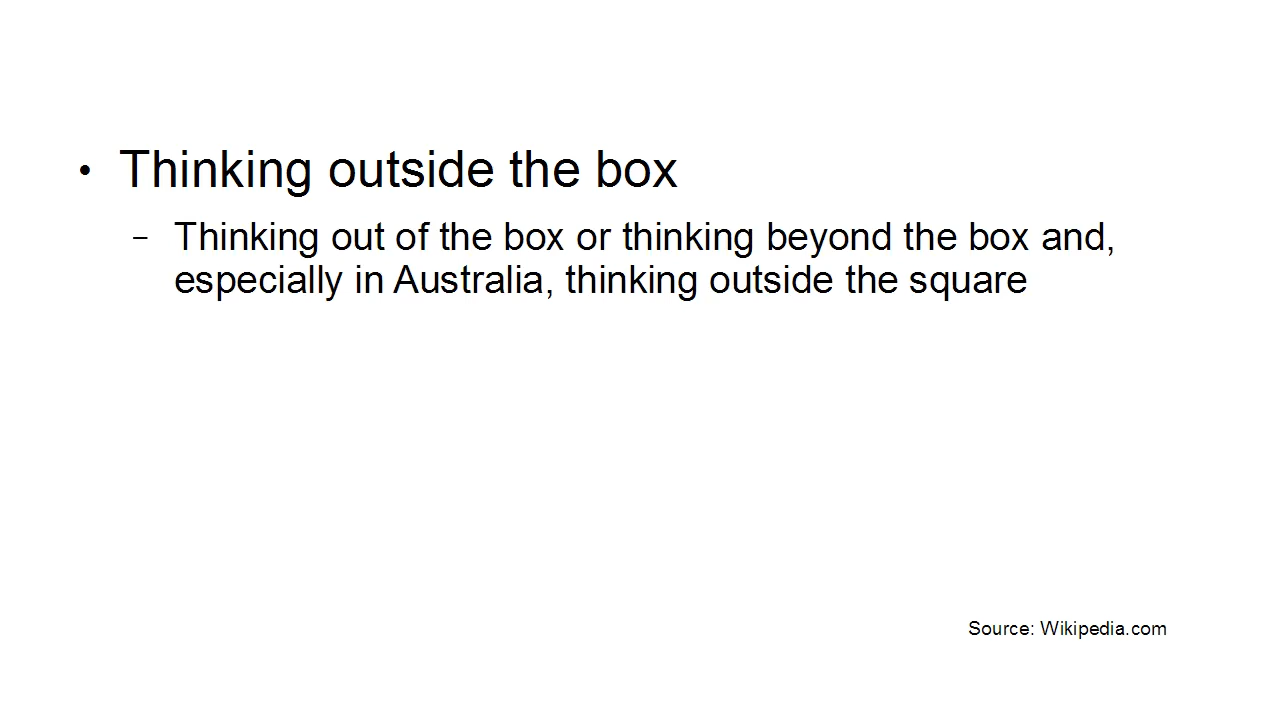 • Thinking outside the box
– Thinking out of the box or thinking beyond the box and,
especially in Australia, thinking outside the square
Source: Wikipedia.com